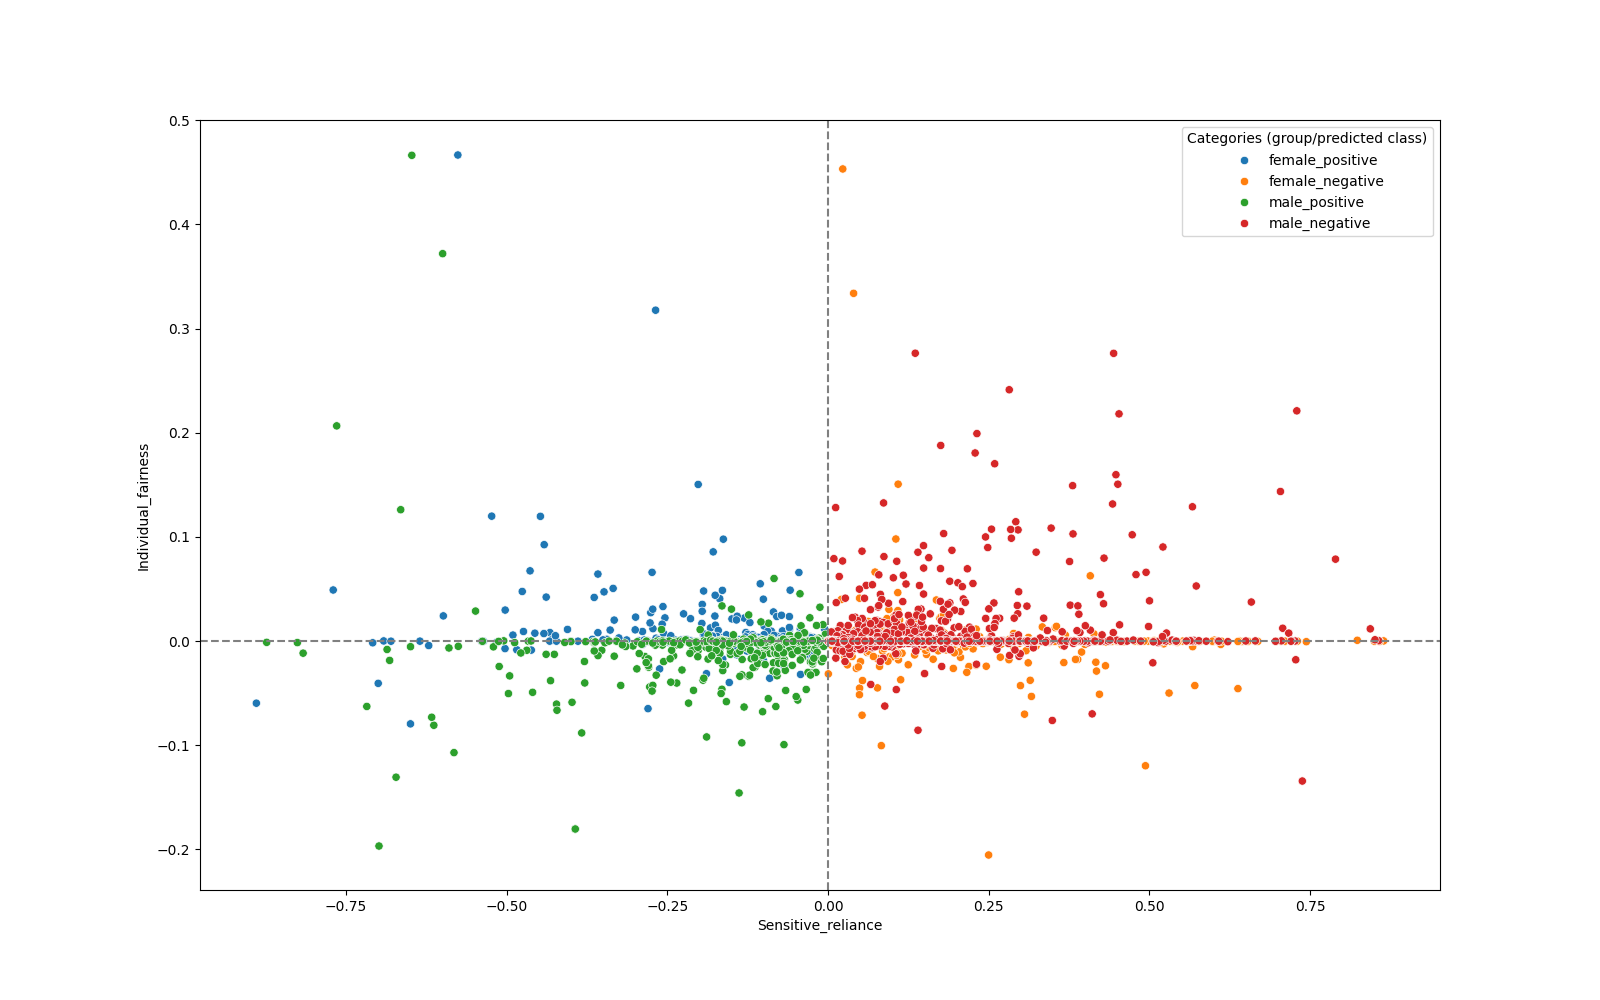 Categories (group/predicted class)
female_positive
female_negative
male_positive
male_negative
0.5
0.4
0.3
0.2
0.1
0.0
−0.1
−0.2
Individual_fairness
−0.75
−0.50
−0.25
0.00
0.25
0.50
0.75
Sensitive_reliance